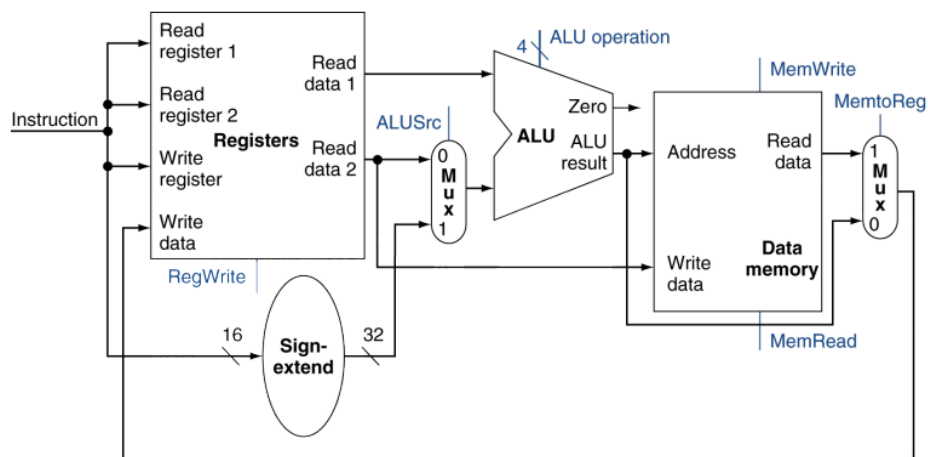 Instruction
Read
register 1
Read
register 2
Registers
Write
register
Write
data
Read
data 1
Read
data 2
RegWrite
16
Sign-
extend
32
ALUSrc
0
M
u
x
1
4
ALU operation
Zero
ALU
ALU
result
MemWrite
Address
Read
data
Write
data
Data
memory
MemRead
MemtoReg
1
M
u
x
0